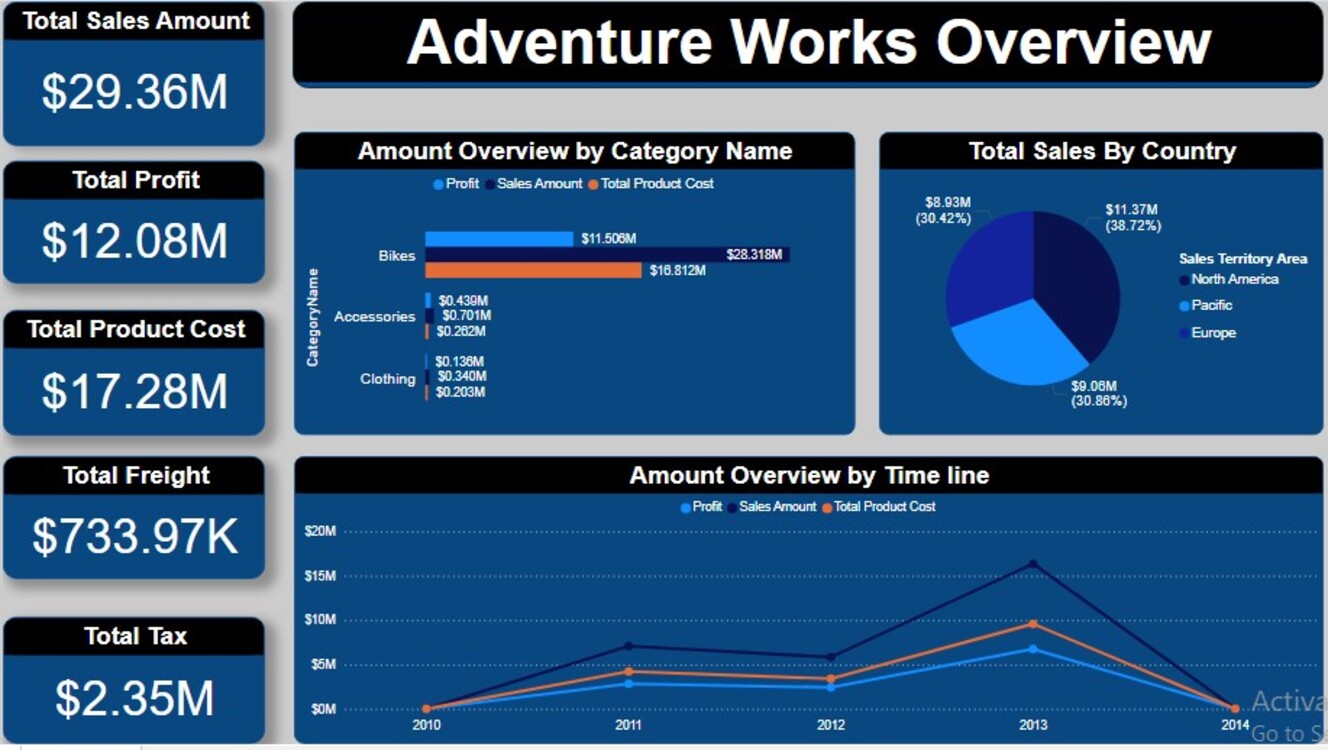 Total Sales Amount
$29.36M
Total Profit
$12.08M
Total Product Cost
$17.28M
Total Freight
$733.97K
Total Tax
$2.35M
Adventure Works Overview
Amount Overview by Category Name
Profit Sales Amount Total Product Cost
CategoryName
Bikes
$11.506M
$28.318M
$16.812M
Accessories
$0.439M
$0.701M
$0.262M
Clothing
$0.136M
$0.340M
$0.203M
Total Sales By Country
$8.93M
(30.42%)
$11.37M
(38.72%)
$9.06M
(30.86%)
Sales Territory Area
North America
Pacific
Europe
Amount Overview by Time line
Profit Sales Amount Total Product Cost
$20M
$15M
$10M
$5M
$0M
2010 2011 2012 2013 2014
Activa
Go to S